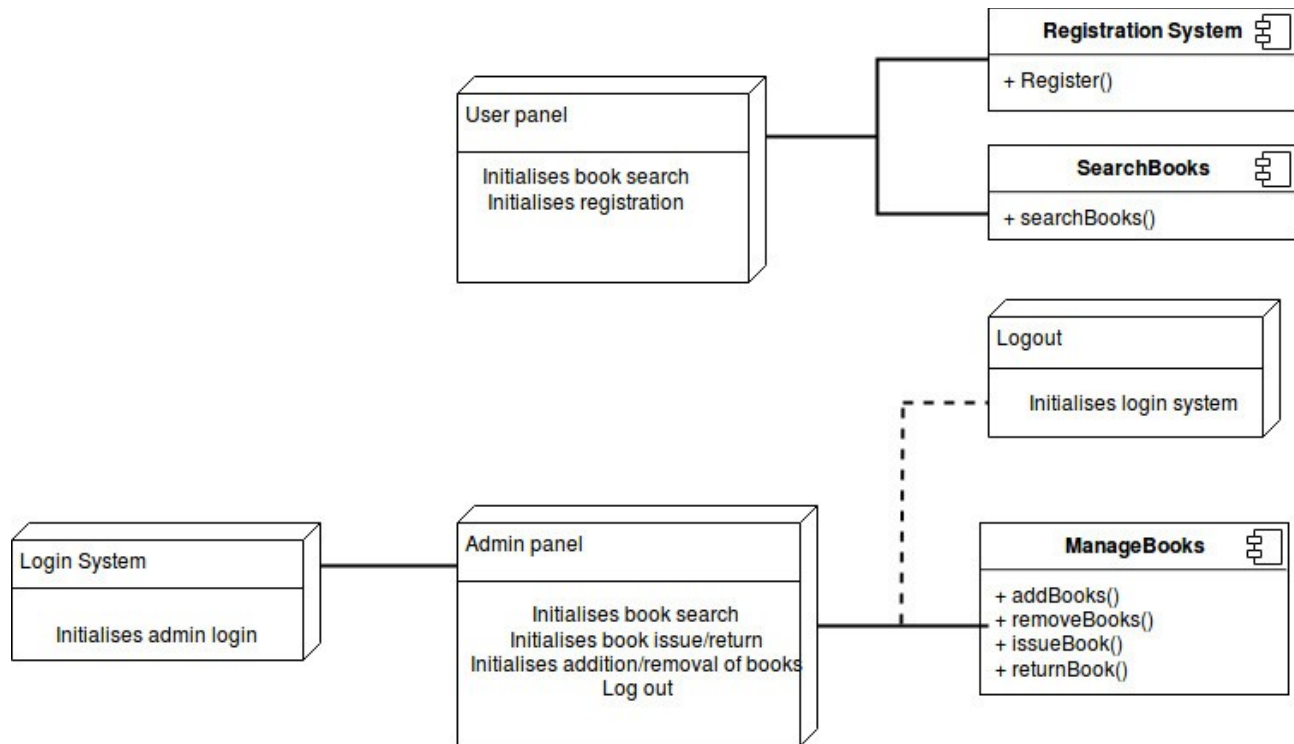 Registration System
+ Register()
User panel
Initialises book search
Initialises registration
SearchBooks
+ searchBooks()
Logout
Initialises login system
Login System
Initialises admin login
Admin panel
Initialises book search
Initialises book issue/return
Initialises addition/removal of books
Log out
ManageBooks
+ addBooks()
+ removeBooks()
+ issueBook()
+ returnBook()